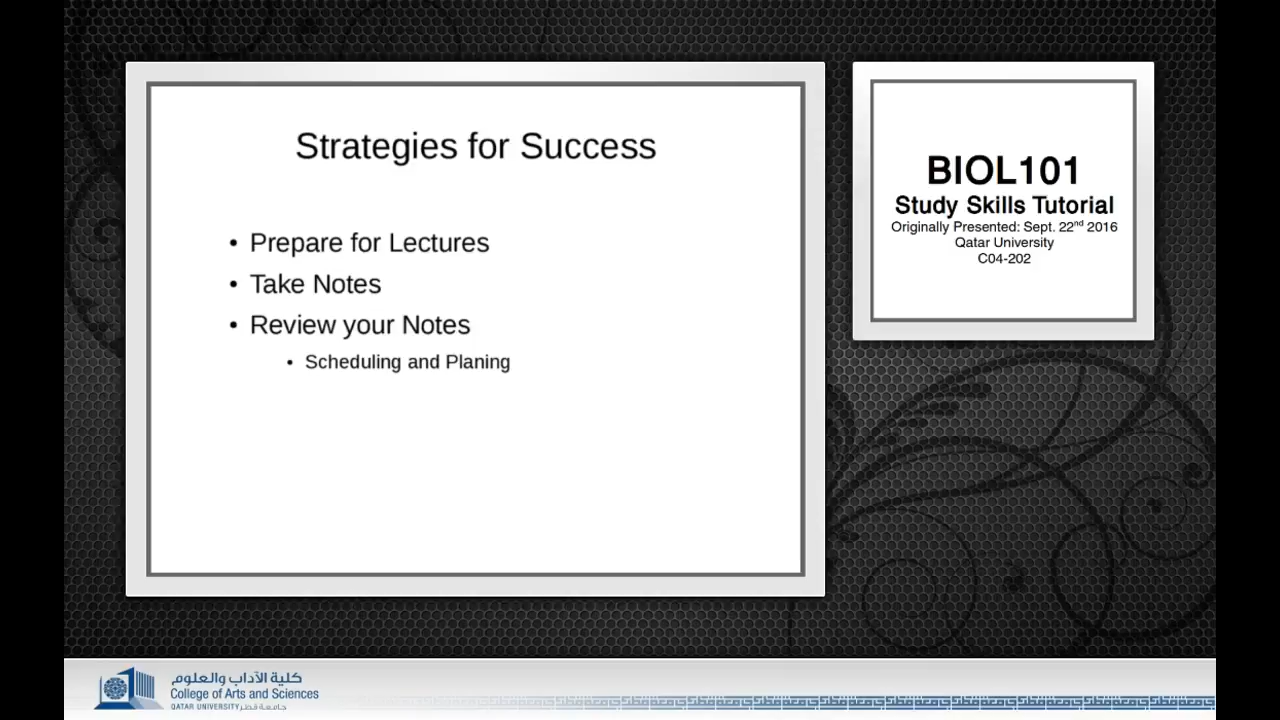 Strategies for Success
• Prepare for Lectures
• Take Notes
• Review your Notes
• Scheduling and Planing
BIOL101
Study Skills Tutorial
Originally Presented: Sept. 22nd 2016
Qatar University
C04-202
كلية الآداب والعلوم
College of Arts and Sciences
QATAR UNIVERSITY جامعة قطر